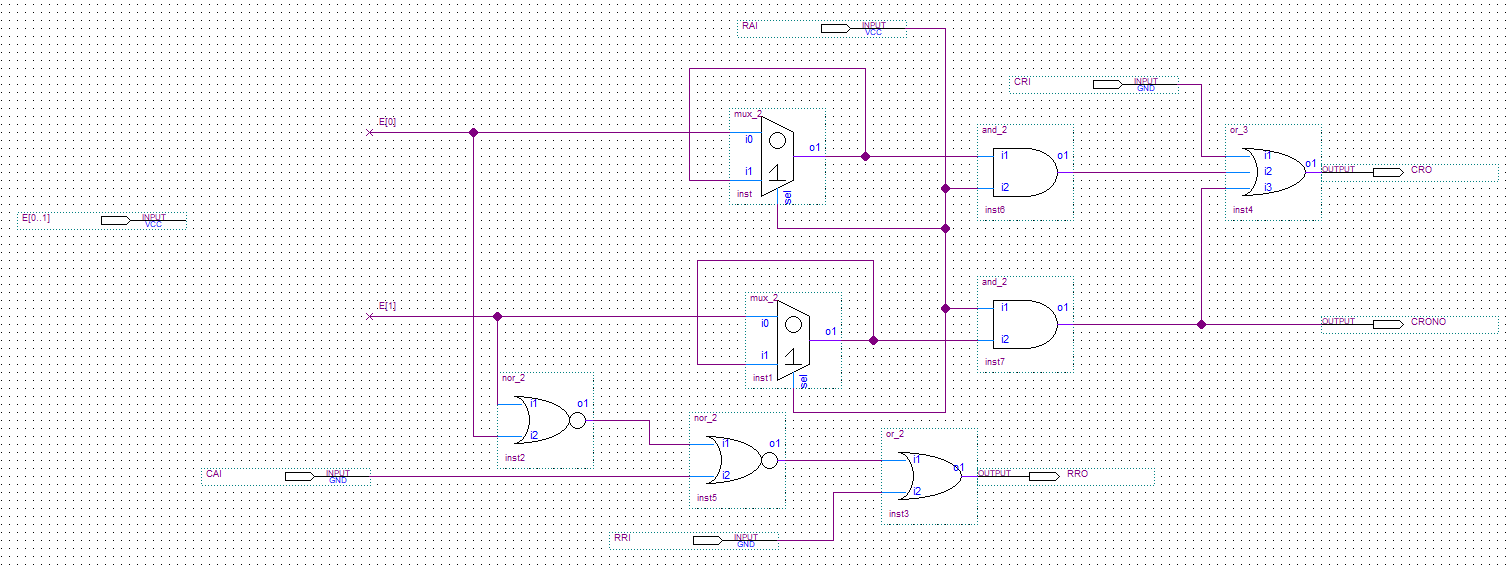 RAI INPUT VCC
CRI INPUT GND
E[0]
mux_2
i0
o1
i1
inst
sel
and_2
i1
o1
i2
inst6
or_3
i1
o1
i2
i3
inst4
OUTPUT CRO
E[0..1] INPUT VCC
E[1]
mux_2
i0
o1
i1
inst1
sel
and_2
i1
o1
i2
inst7
OUTPUT CRONO
nor_2
i1
o1
i2
inst2
nor_2
i1
o1
i2
inst5
or_2
i1
o1
i2
inst3
OUTPUT RRO
CAI INPUT GND
RRI INPUT GND